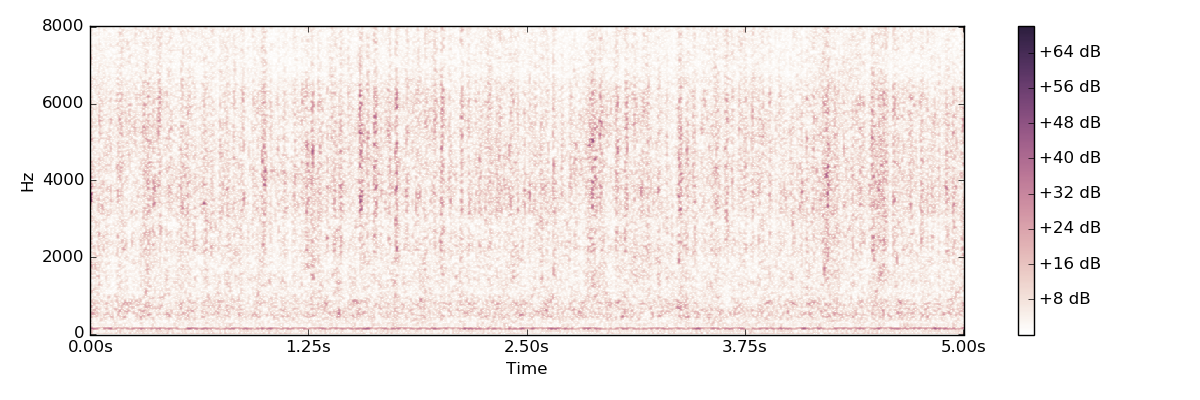 8000
6000
4000
2000
0
Hz
0.00s
1.25s
2.50s
3.75s
5.00s
Time
+64 dB
+56 dB
+48 dB
+40 dB
+32 dB
+24 dB
+16 dB
+8 dB